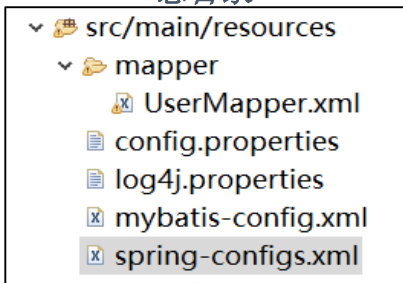 src/main/resources
mapper
UserMapper.xml
config.properties
log4j.properties
mybatis-config.xml
spring-configs.xml